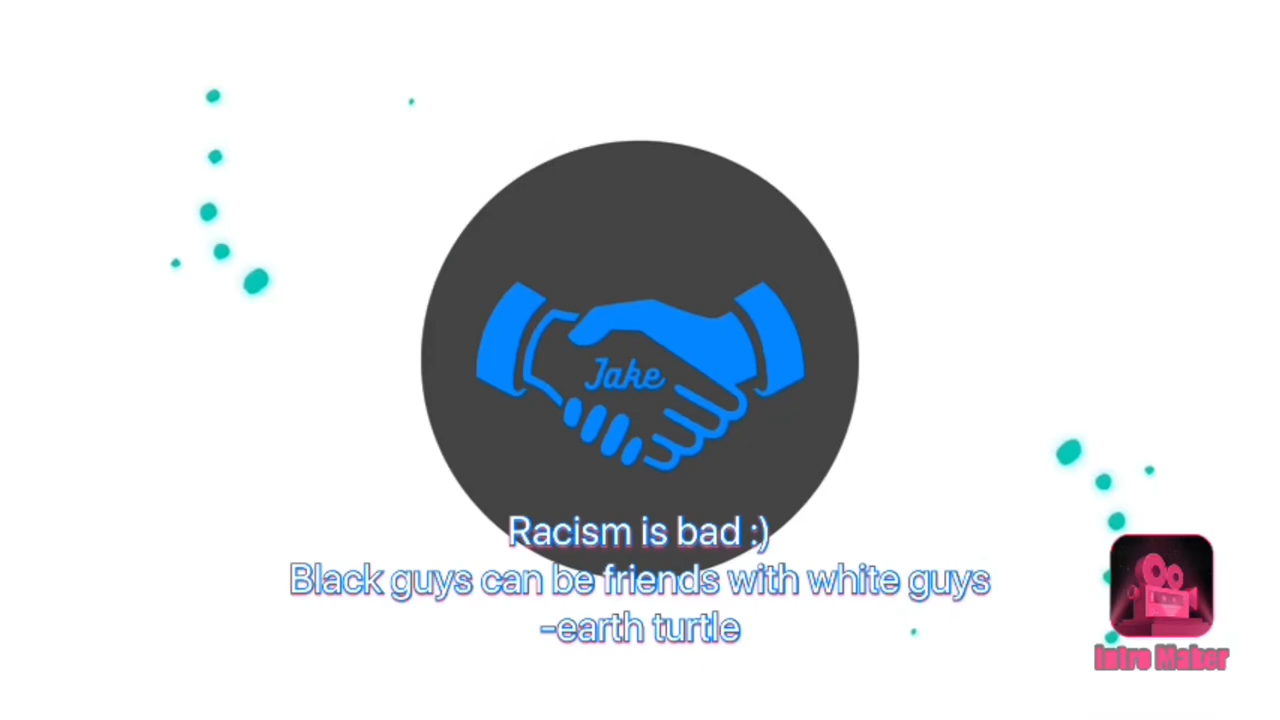 Jake
Racism is bad :)
Black guys can be friends with white guys
-earth turtle
Intro Maker